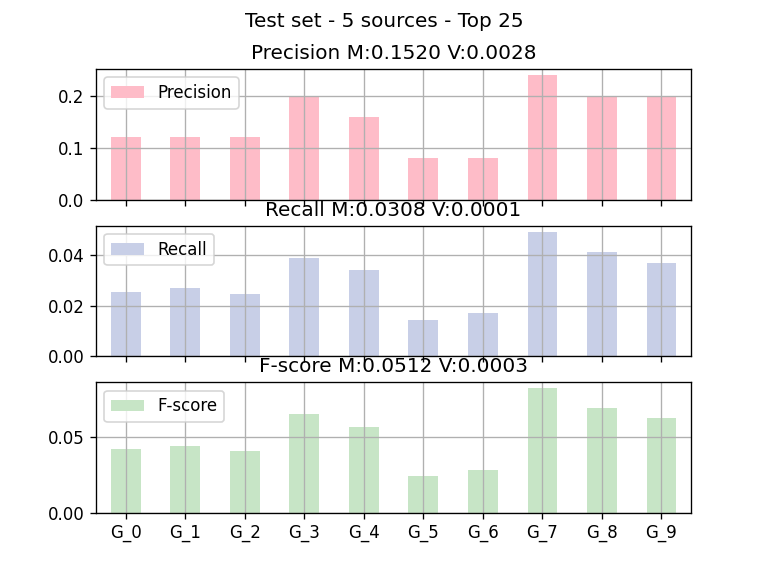 Test set - 5 sources - Top 25
Precision M:0.1520 V:0.0028
Precision
0.2
0.1
0.0
Recall M:0.0308 V:0.0001
Recall
0.04
0.02
0.00
F-score M:0.0512 V:0.0003
F-score
0.05
0.00
G_0 G_1 G_2 G_3 G_4 G_5 G_6 G_7 G_8 G_9